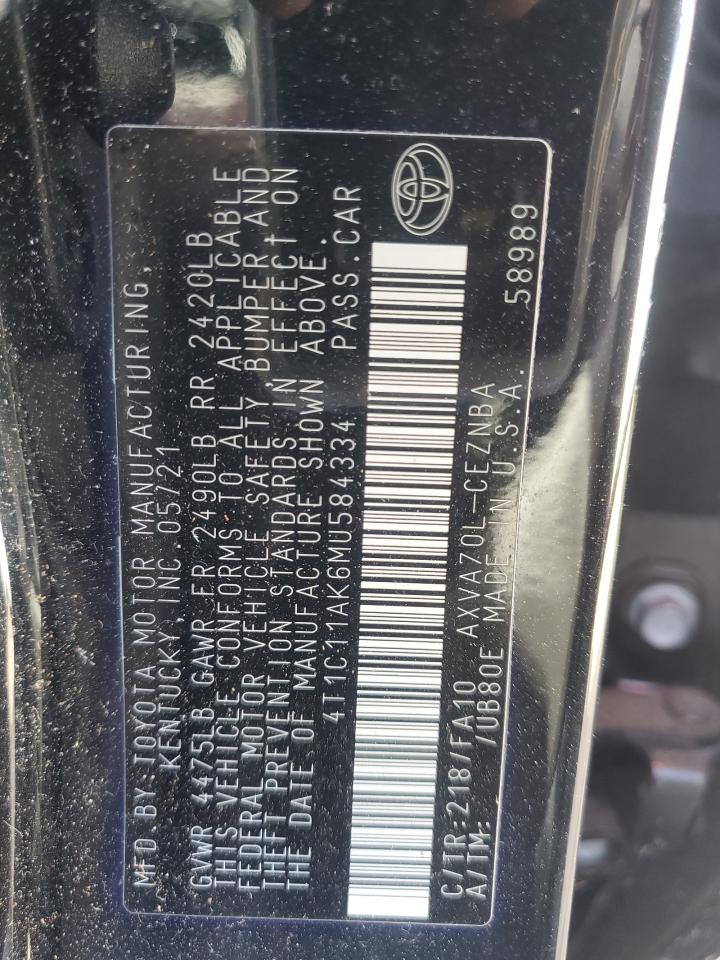 MFD.BY:TOYOTA MOTOR MANUFACTURING,
KENTUCKY, INC.05/21
GVWR 4475LB GAWR FR 2490LB RR 2420LB
THIS VEHICLE CONFORMS TO ALL APPLICABLE
FEDERAL MOTOR VEHICLE SAFETY,BUMPER AND
THEFT PREVENTION STANDARDS IN EFFECT ON
THE DATE OF MANUFACTURE SHOWN ABOVE.
4T1C11AK6MU584334 PASS.CAR
C/TR:218/FA10 AXVA70L-CEZNBA
A/TM: /UB80E MADE IN U.S.A. 58989